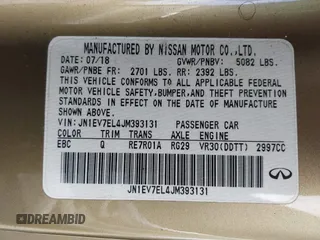 MANUFACTURED BY NISSAN MOTOR CO.,LTD.
DATE: 07/18 GVWR/PNBV: 5082 LBS.
GAWR/PNBE FR: 2701 LBS. RR: 2392 LBS.
THIS VEHICLE CONFORMS TO ALL APPLICABLE FEDERAL
MOTOR VEHICLE SAFETY,BUMPER,AND THEFT PREVENTION
STANDARDS IN EFFECT ON THE DATE OF MANUFACTURE
SHOWN ABOVE.
VIN: JN1EV7EL4JM393131 PASSENGER CAR
COLOR TRIM TRANS AXLE ENGINE
EBC Q RE7R01A RG29 VR30(DDTT) 2997CC
JN1EV7EL4JM393131
INFINITI
DREAMBID